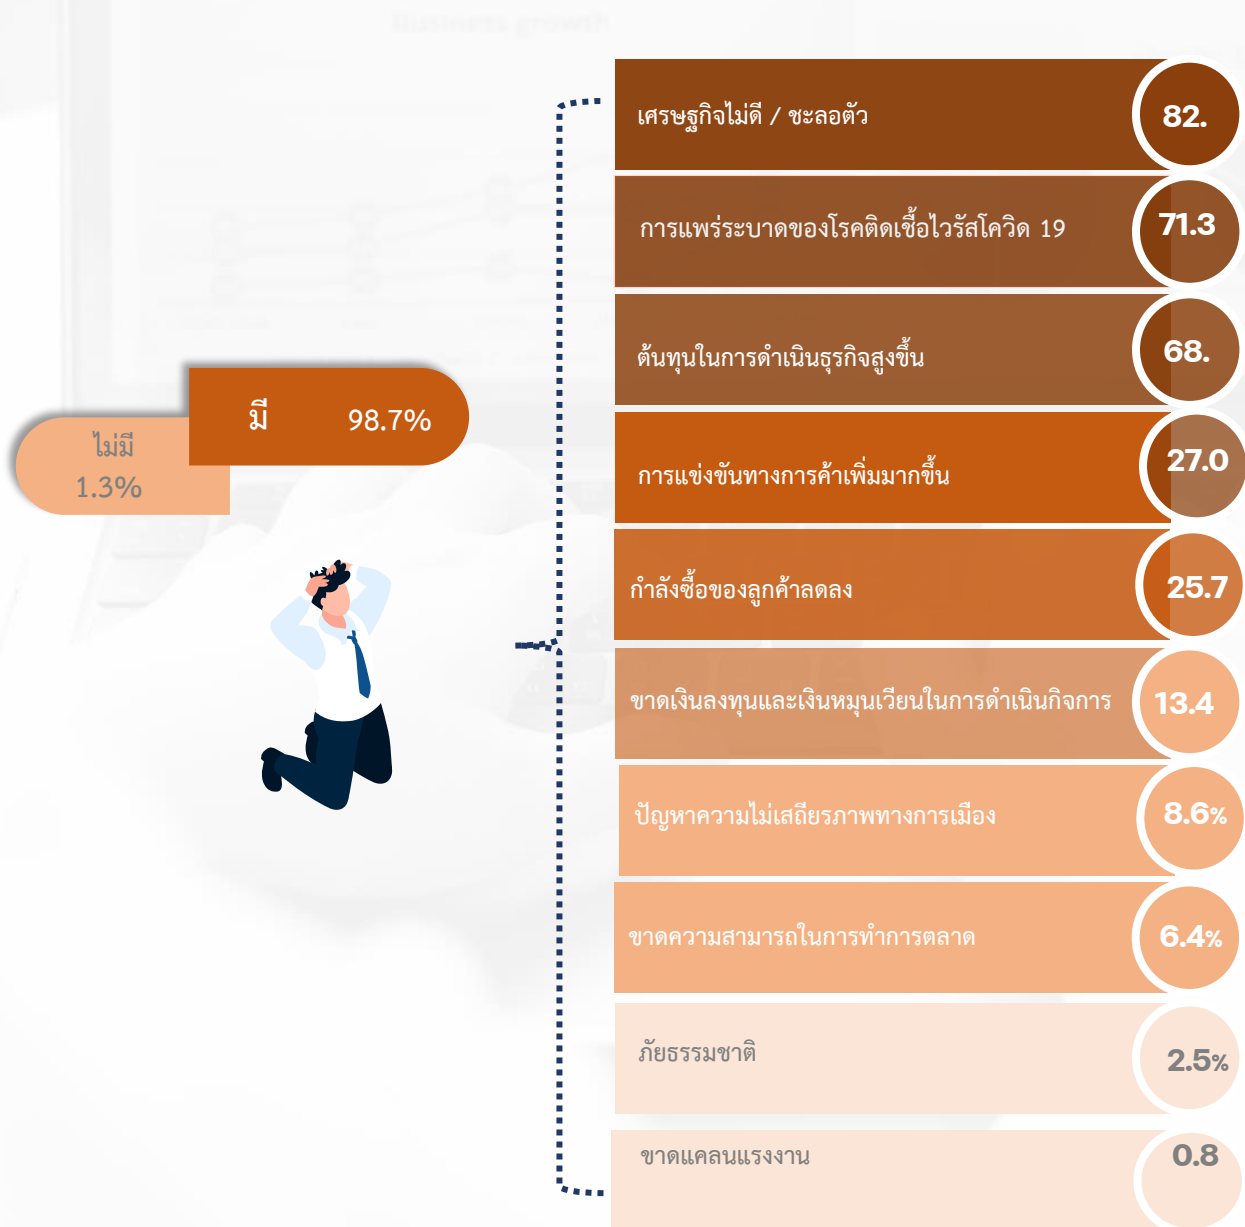 Business growth
เศรษฐกิจไม่ดี / ชะลอตัว 82.
การแพร่ระบาดของโรคติดเชื้อไวรัสโควิด 19 71.3
ต้นทุนในการดำเนินธุรกิจสูงขึ้น 68.
มี 98.7%
ไม่มี
1.3%
การแข่งขันทางการค้าเพิ่มมากขึ้น 27.0
กำลังซื้อของลูกค้าลดลง 25.7
ขาดเงินลงทุนและเงินหมุนเวียนในการดำเนินกิจการ 13.4
ปัญหาความไม่เสถียรภาพทางการเมือง 8.6%
ขาดความสามารถในการทำการตลาด 6.4%
ภัยธรรมชาติ 2.5%
ขาดแคลนแรงงาน 0.8